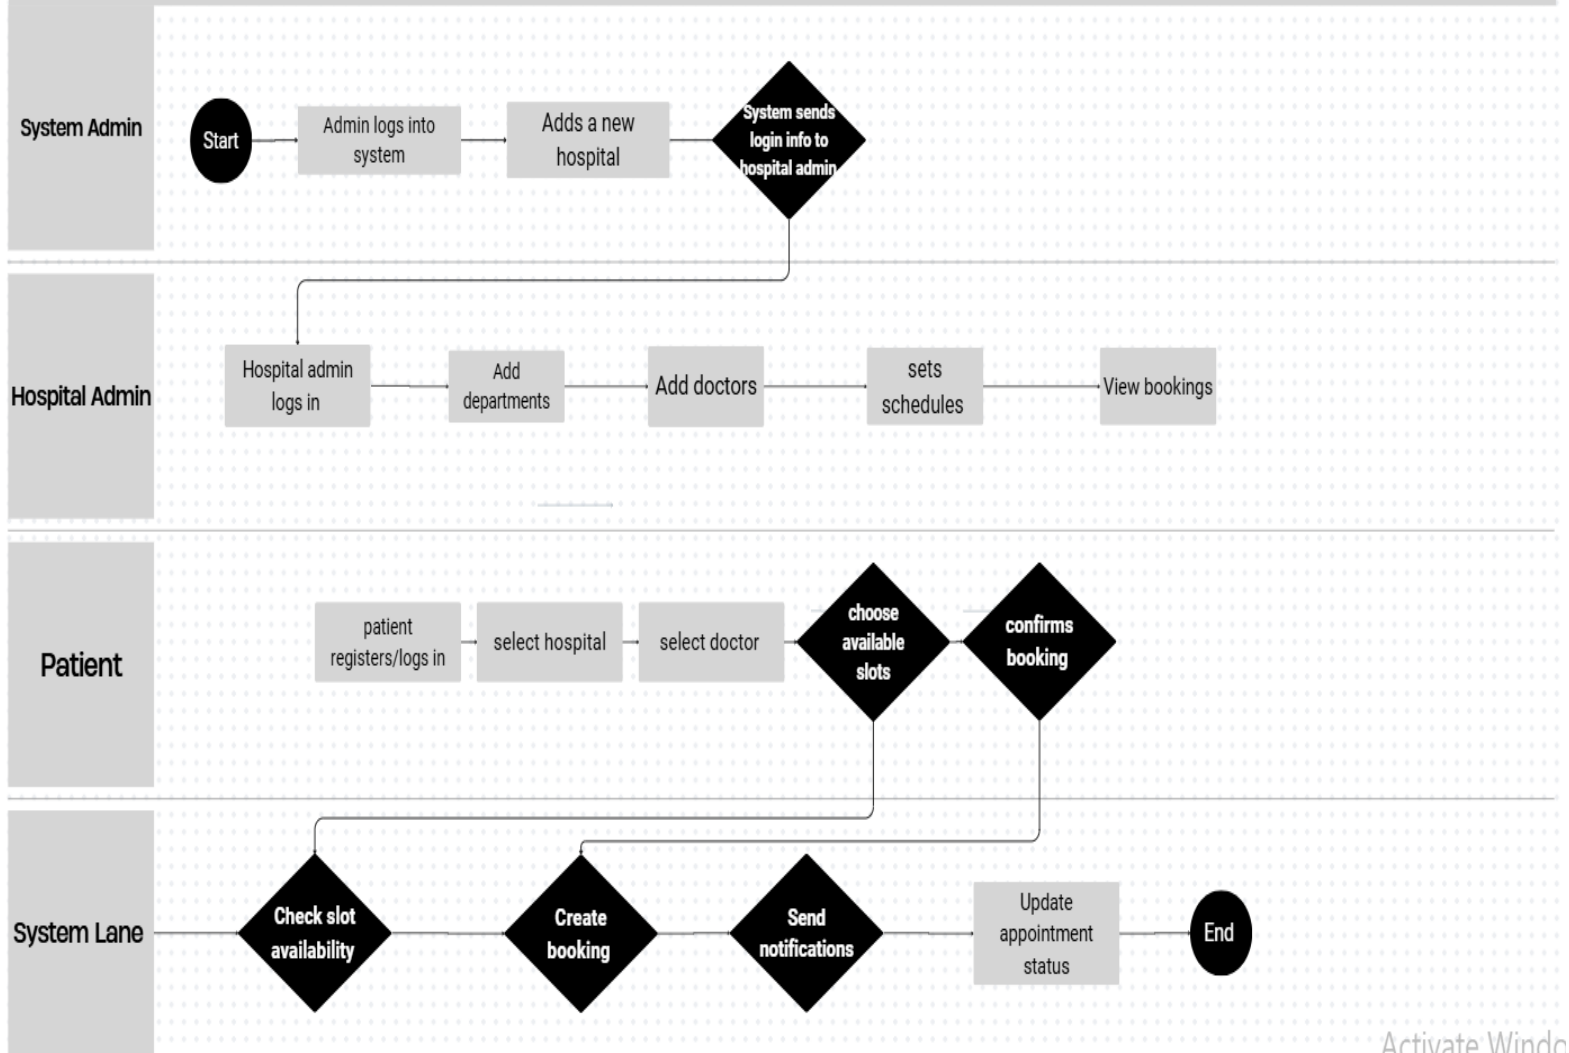 System Admin
Start
Admin logs into
system
Adds a new
hospital
System sends
login info to
hospital admin
Hospital Admin
Hospital admin
logs in
Add
departments
Add doctors
sets
schedules
View bookings
Patient
patient
registers/logs in
select hospital
select doctor
choose
available
slots
confirms
booking
System Lane
Check slot
availability
Create
booking
Send
notifications
Update
appointment
status
End
Activate Windo